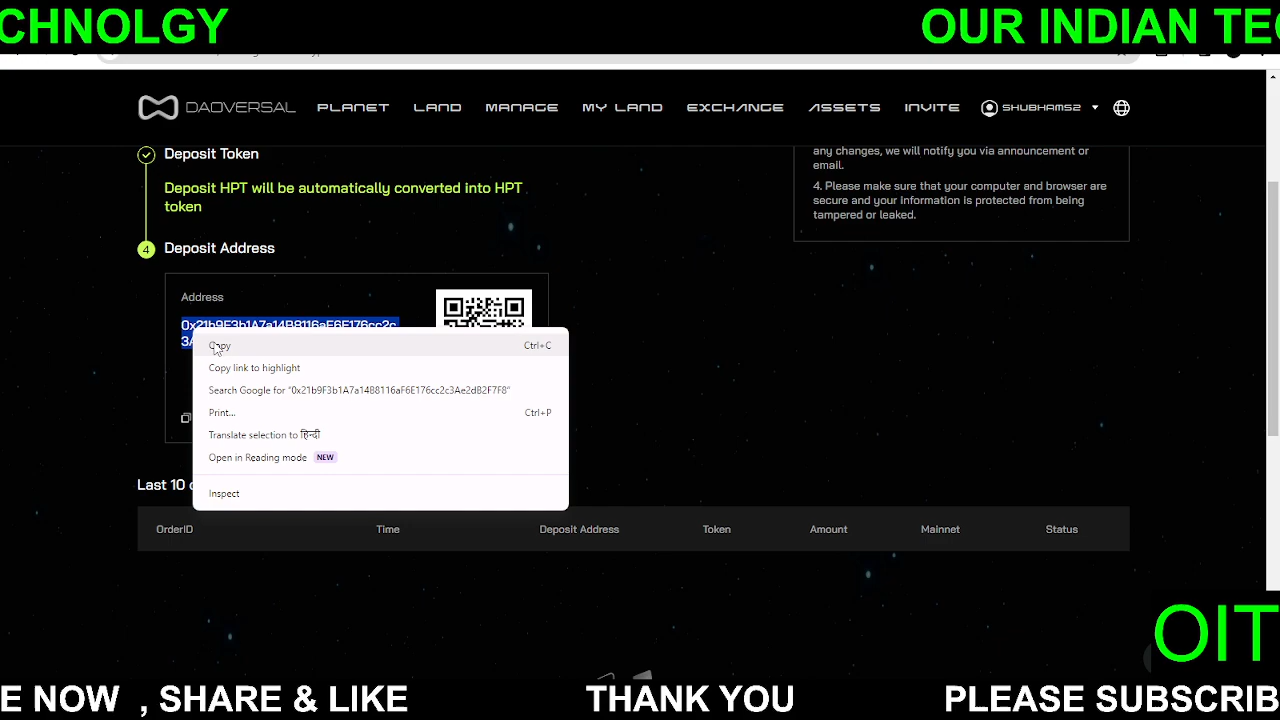 CHNOLGY
OUR INDIAN TEC
DAOVERSAL
PLANET
LAND
MANAGE
MY LAND
EXCHANGE
ASSETS
INVITE
SHUBHAMS2
Deposit Token
Deposit HPT will be automatically converted into HPT
token
4
Deposit Address
any changes, we will notify you via announcement or
email.
4. Please make sure that your computer and browser are
secure and your information is protected from being
tampered or leaked.
Address
0x21b9F3b1A7a14B8116aF6E176cc2c
3A
Copy Ctrl+C
Copy link to highlight
Search Google for “0x21b9F3b1A7a14B8116aF6E176cc2c3Ae2dB2F7F8”
Print... Ctrl+P
Translate selection to हिन्दी
Open in Reading mode NEW
Inspect
Last 10
OrderID
Time
Deposit Address
Token
Amount
Mainnet
Status
OIT
E NOW , SHARE & LIKE
THANK YOU
PLEASE SUBSCRIB